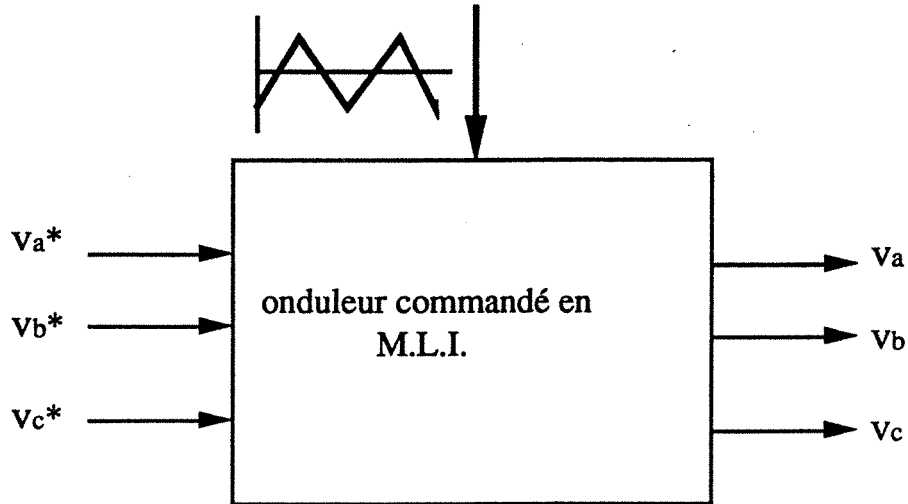 Va*
Vb*
Vc*
onduleur commandé en
M.L.I.
Va
Vb
Vc